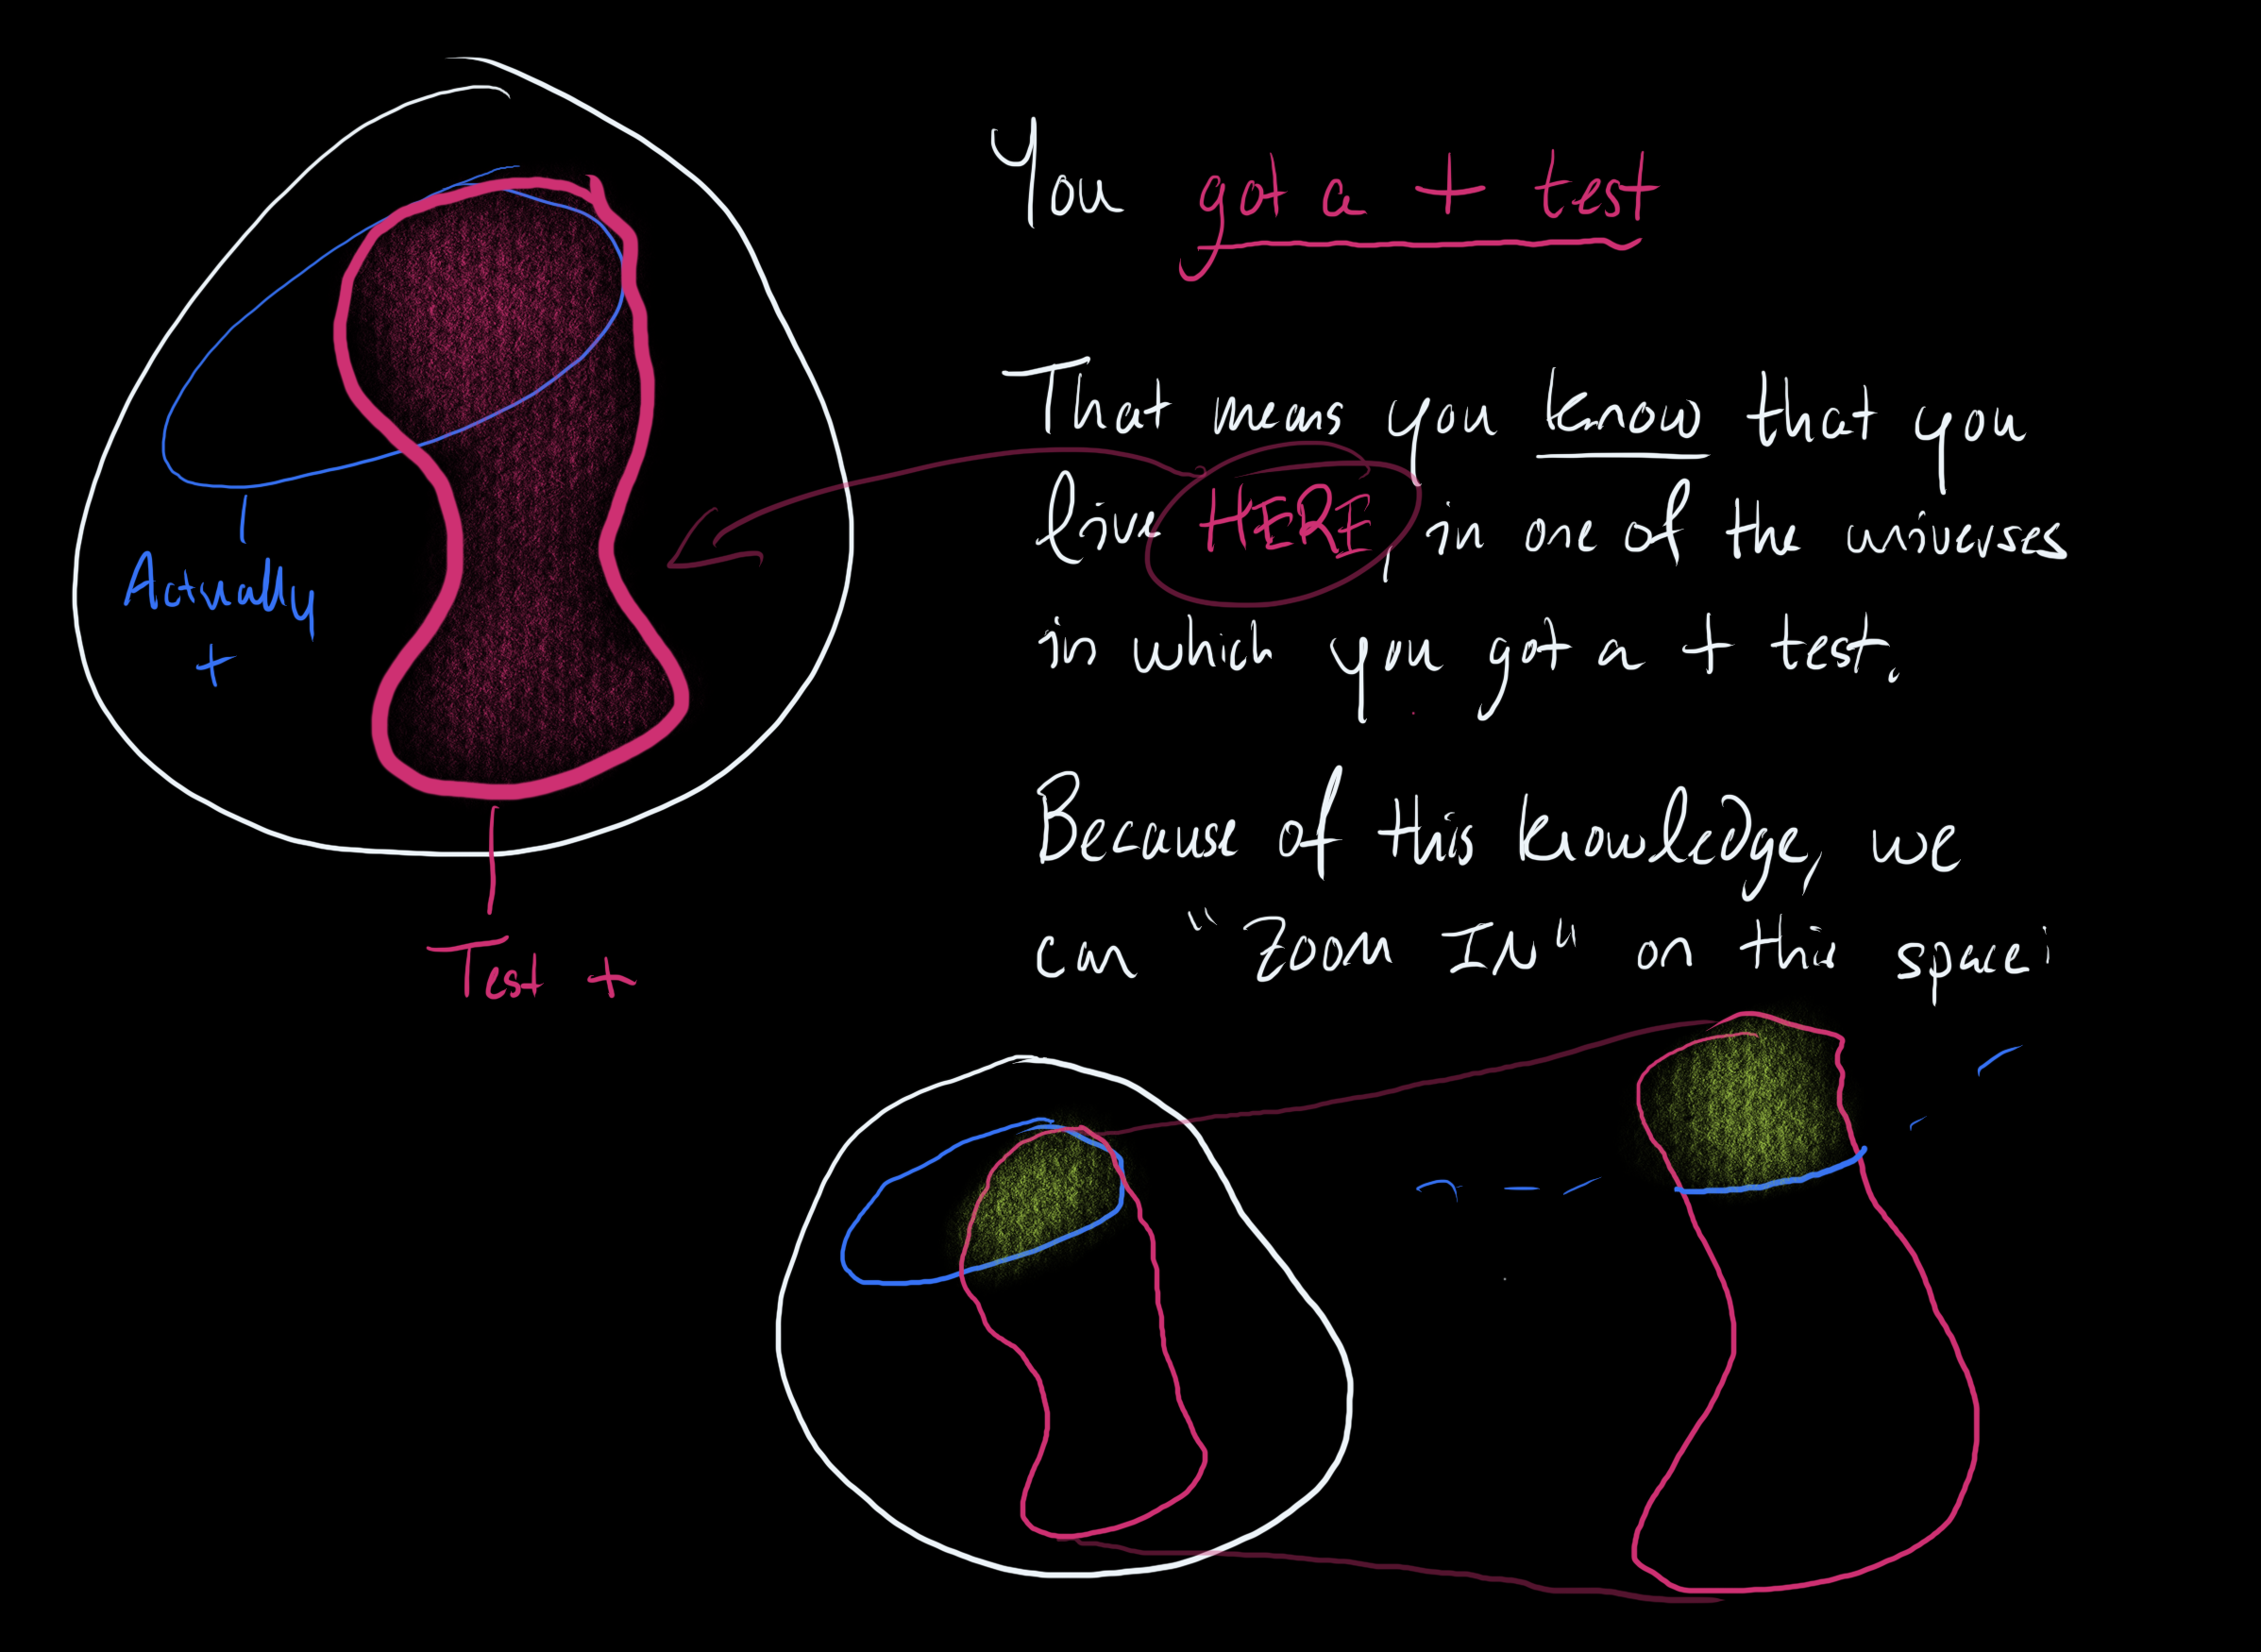 You got a + test
That means you know that you
live HERE, in one of the universes
in which you got a + test.
Because of this knowledge, we
can "ZOOM IN" on this space:
Actually
+
Test +